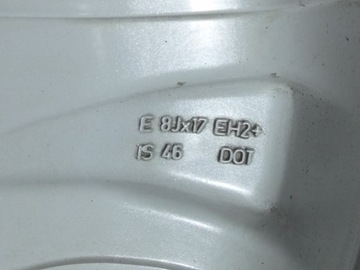 E 8Jx17 EH2+
IS 46 DOT